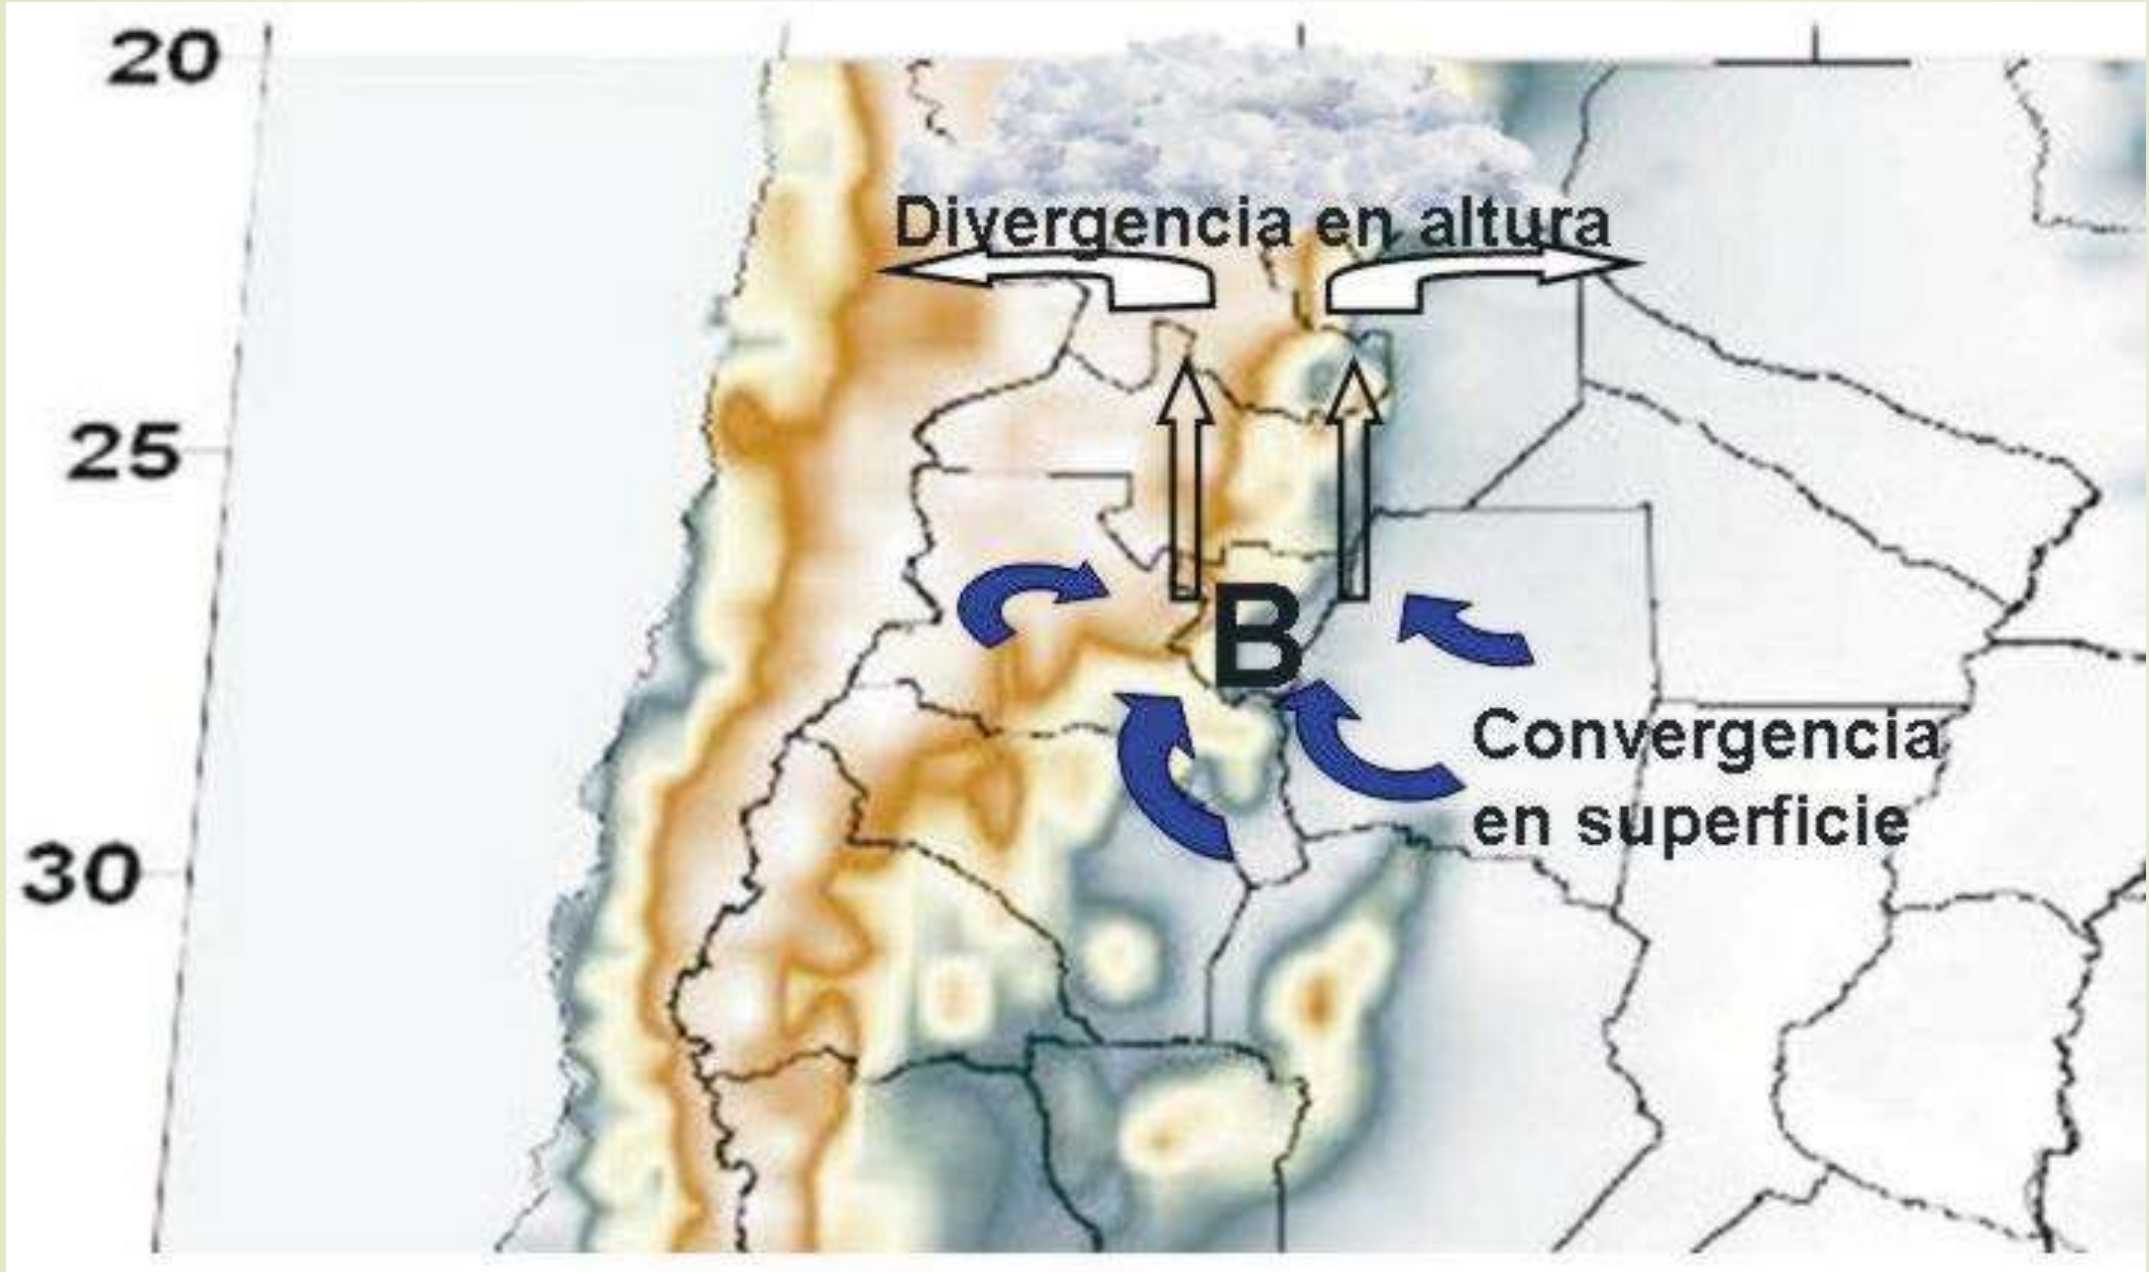 20
Divergencia en altura
25
B
Convergencia
en superficie
30